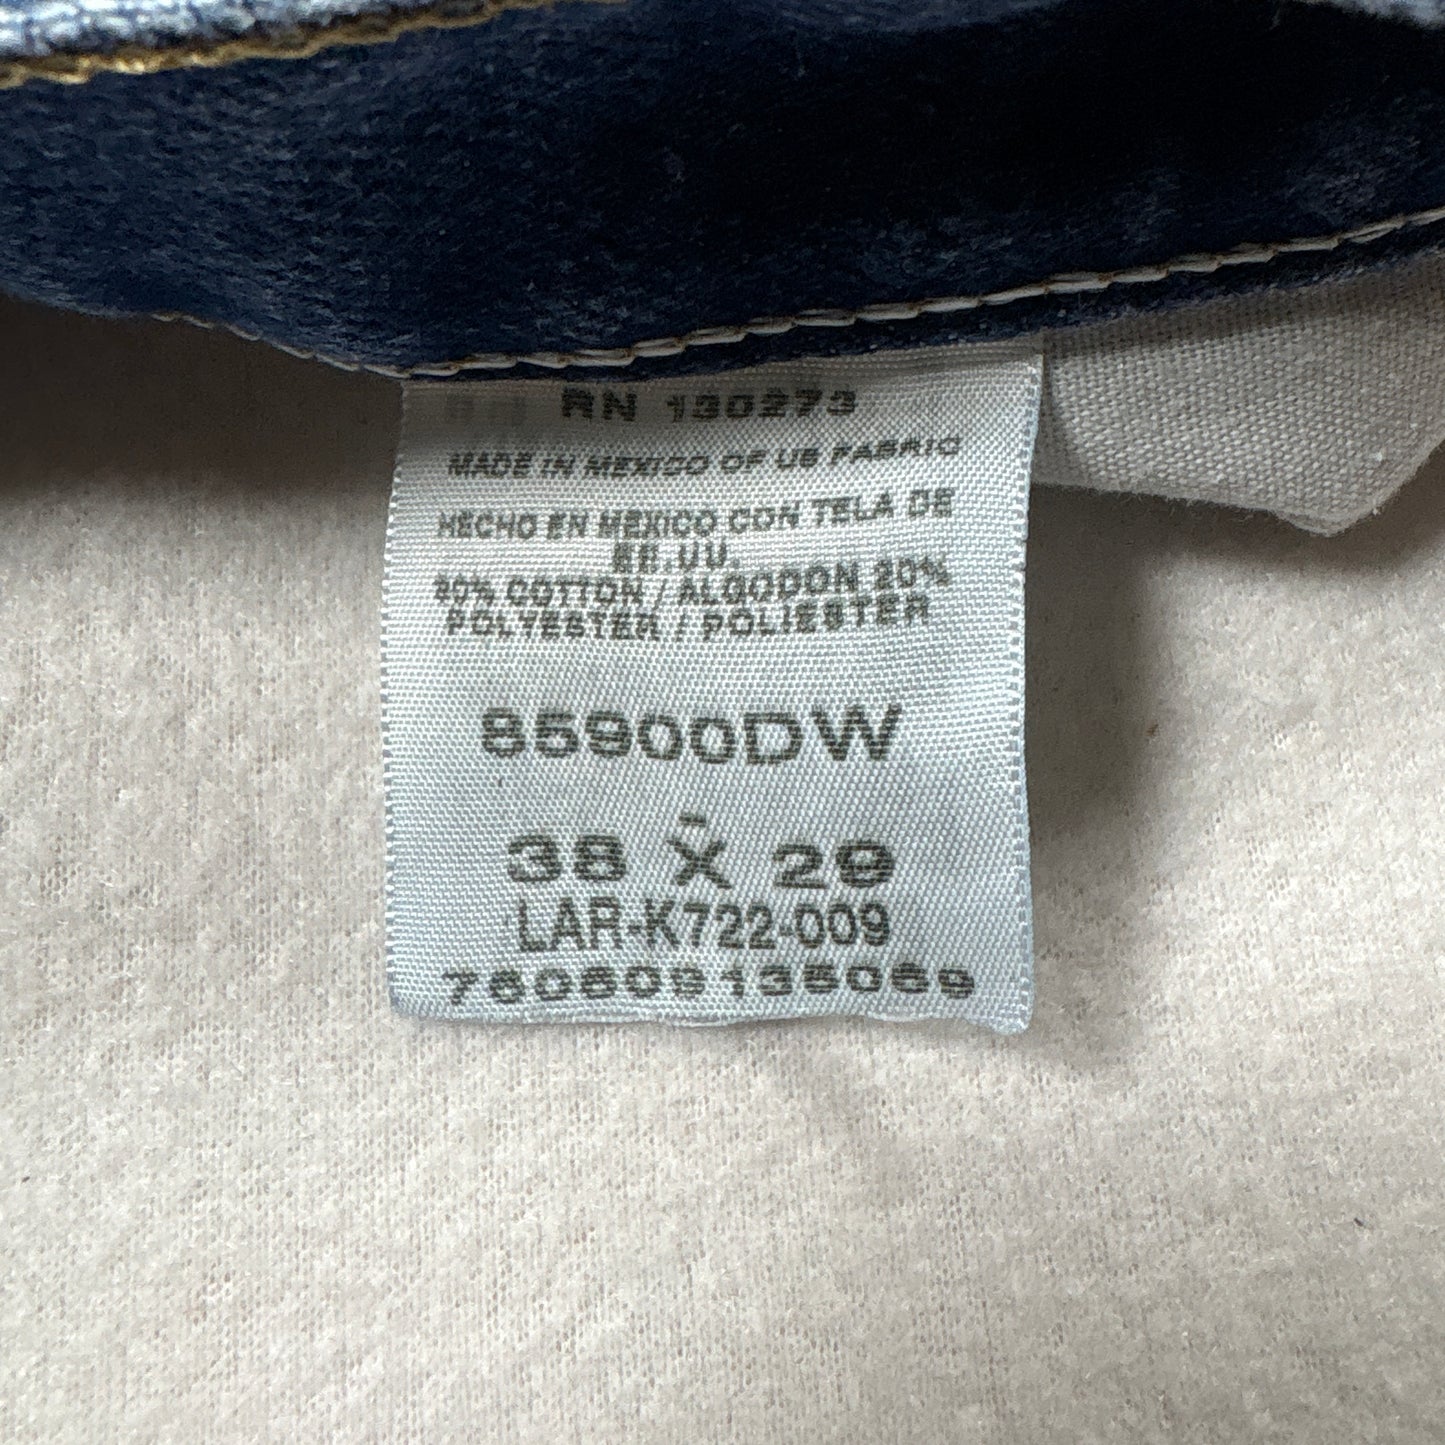 RN 130273
MADE IN MEXICO OF US FABRIC
HECHO EN MEXICO CON TELA DE
EE.UU.
80% COTTON / ALGODON 20%
POLYESTER / POLIESTER
85900DW
38 X 29
LAR-K722-009
760609135069